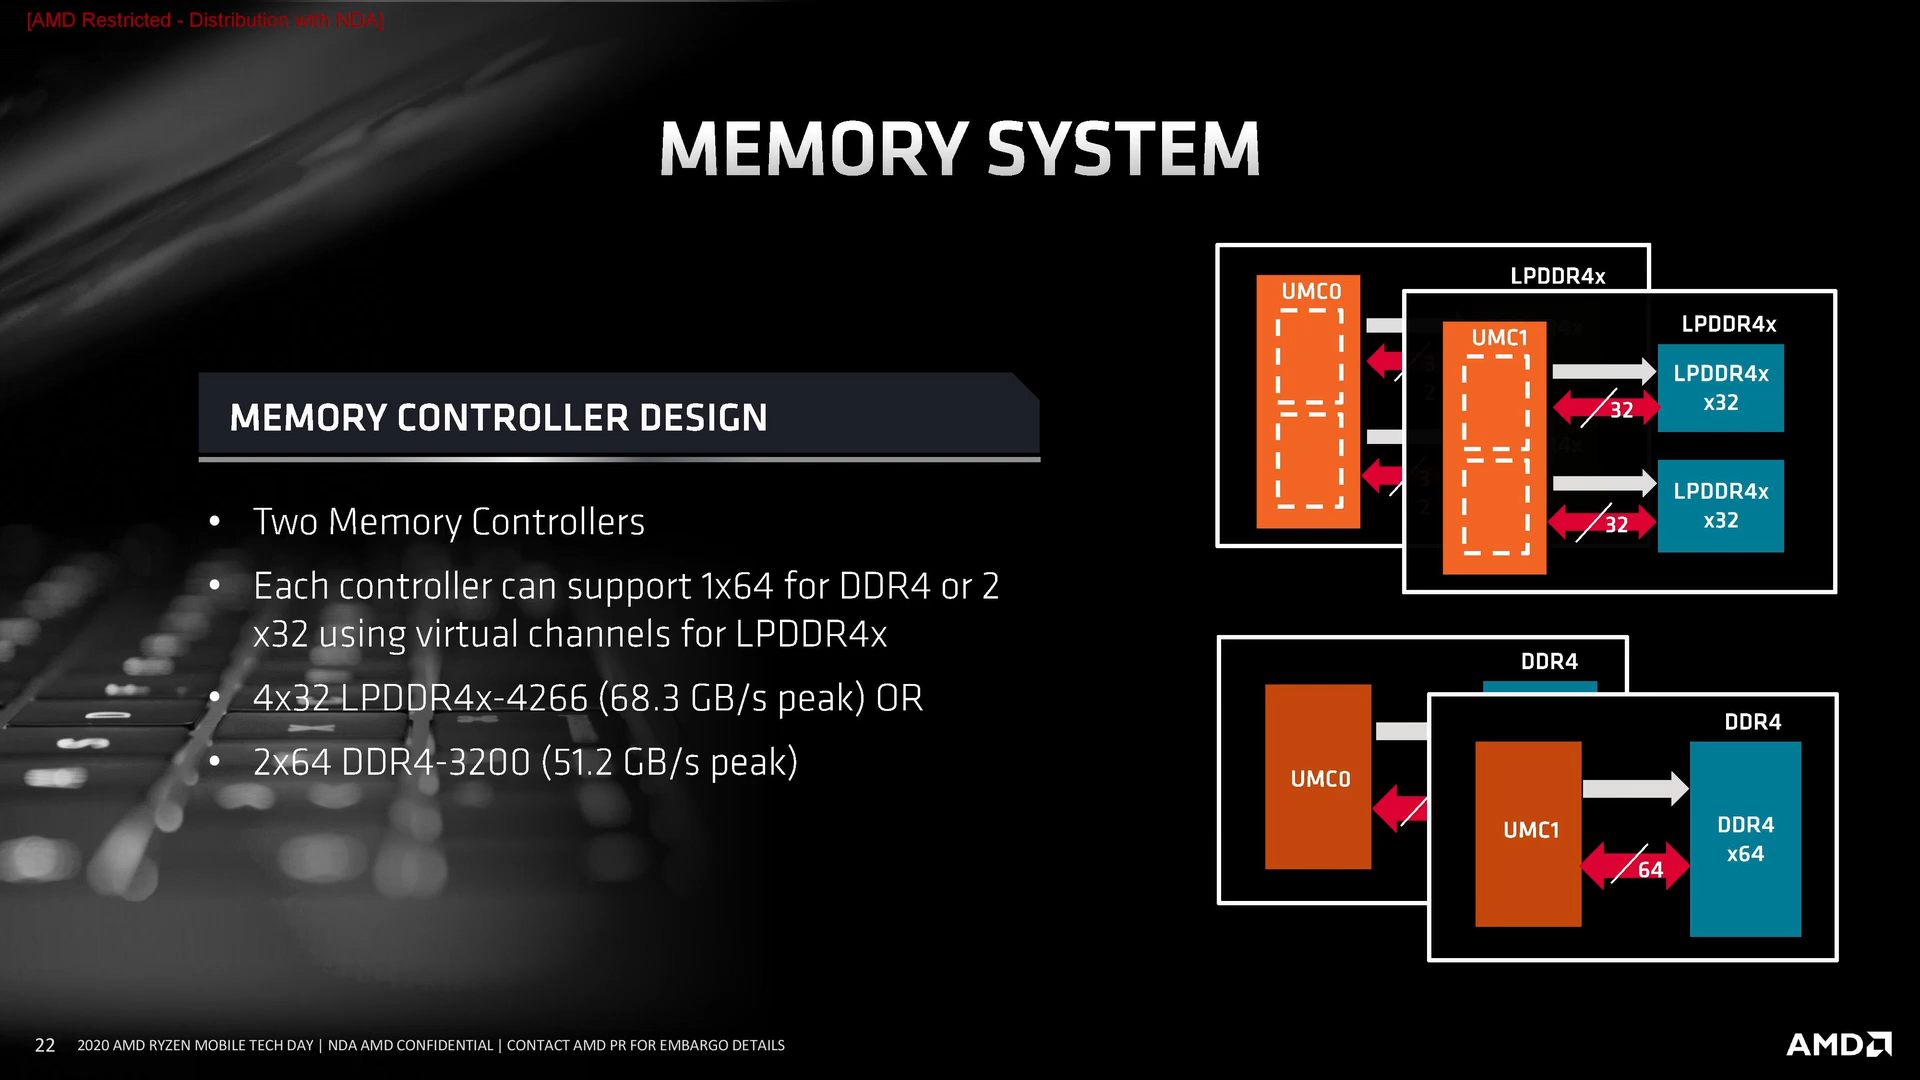 [AMD Restricted - Distribution with NDA]
MEMORY SYSTEM
MEMORY CONTROLLER DESIGN
• Two Memory Controllers
• Each controller can support 1x64 for DDR4 or 2
x32 using virtual channels for LPDDR4x
• 4x32 LPDDR4x-4266 (68.3 GB/s peak) OR
• 2x64 DDR4-3200 (51.2 GB/s peak)
LPDDR4x
UMC0
LPDDR4x
UMC1
LPDDR4x
x32
32
LPDDR4x
x32
32
DDR4
UMC0
DDR4
UMC1
DDR4
x64
64
22 2020 AMD RYZEN MOBILE TECH DAY | NDA AMD CONFIDENTIAL | CONTACT AMD PR FOR EMBARGO DETAILS
AMD